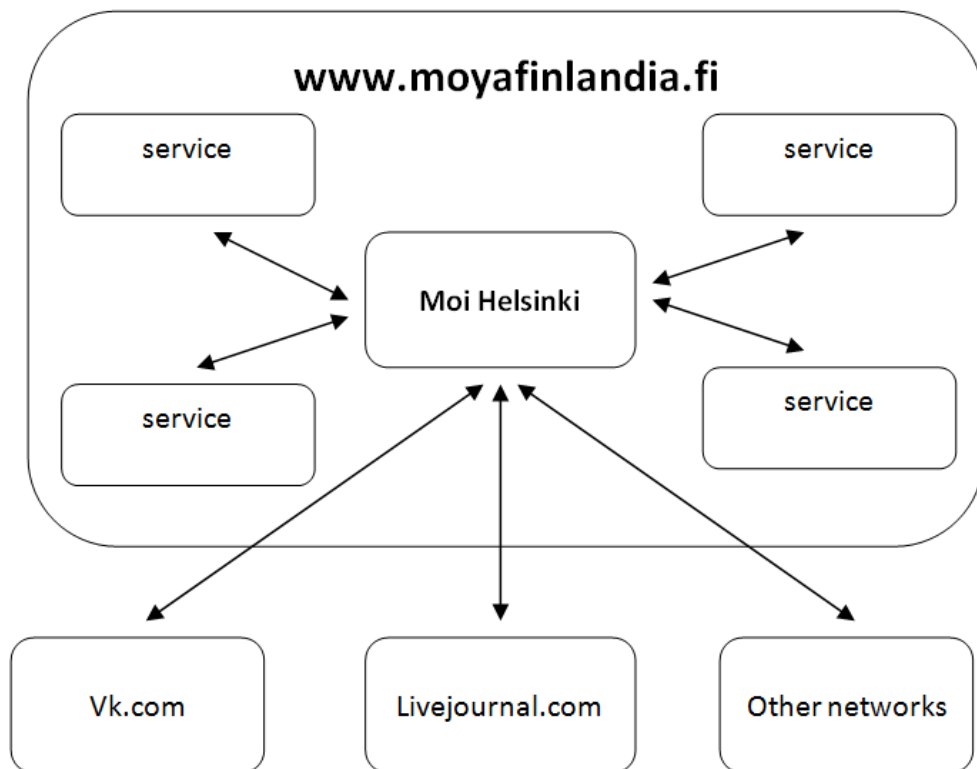 www.moyafinlandia.fi
service
service
Moi Helsinki
service
service
Vk.com
Livejournal.com
Other networks